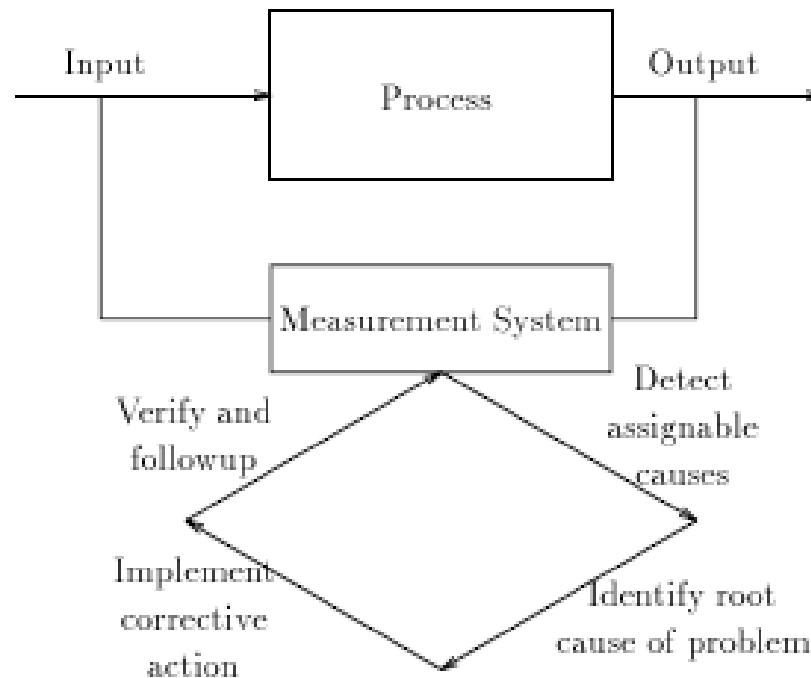 Input
Output
Process
Measurement System
Detect
assignable
causes
Verify and
followup
Identify root
cause of problem
Implement
corrective
action